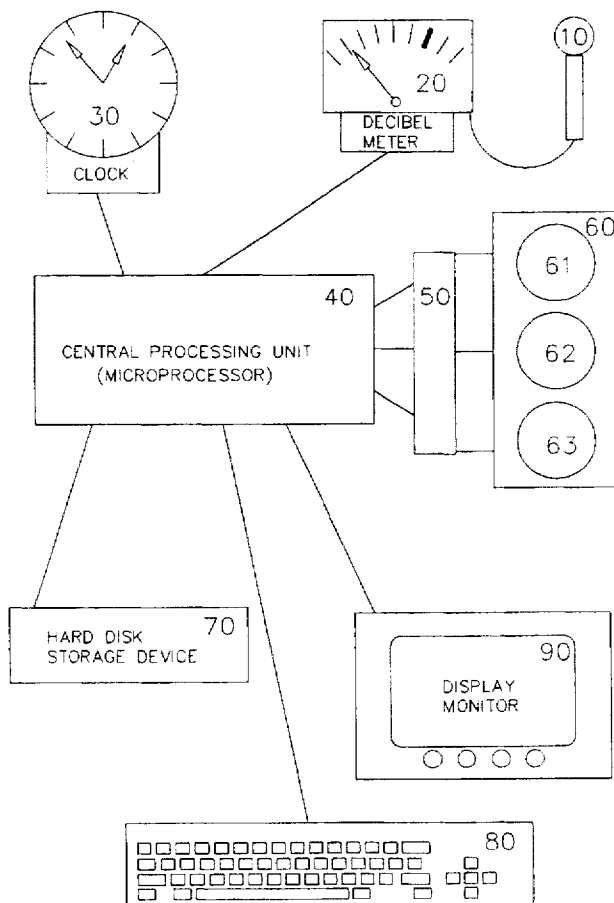 10
20
30
DECIBEL
METER
CLOCK
60
61
40
50
CENTRAL PROCESSING UNIT
(MICROPROCESSOR)
62
63
70
HARD DISK
STORAGE DEVICE
90
DISPLAY
MONITOR
80